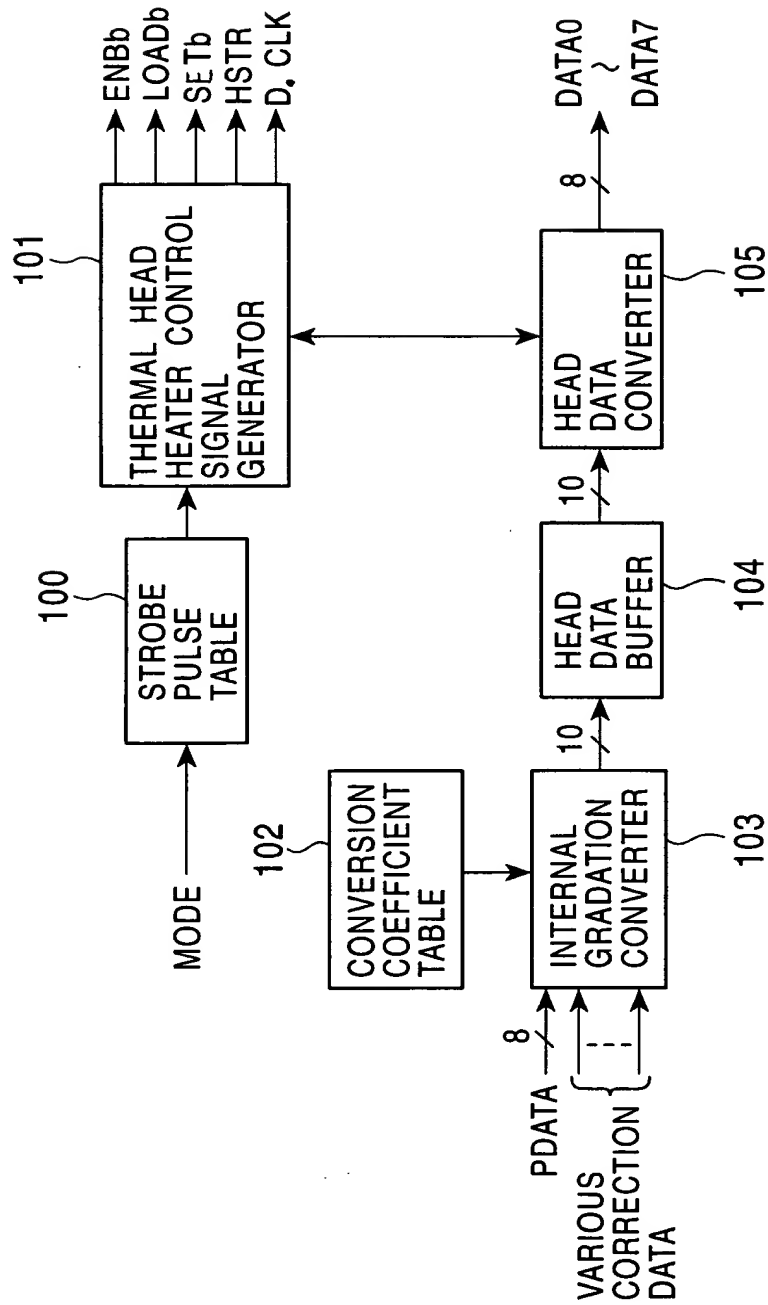 MODE
100
STROBE
PULSE
TABLE
101
THERMAL HEAD
HEATER CONTROL
SIGNAL
GENERATOR
ENBb
LOADb
SETb
HSTR
D. CLK
102
CONVERSION
COEFFICIENT
TABLE
PDATA
8
VARIOUS
CORRECTION
DATA
INTERNAL
GRADATION
CONVERTER
103
10
HEAD
DATA
BUFFER
104
10
HEAD
DATA
CONVERTER
105
8
DATA0
~
DATA7